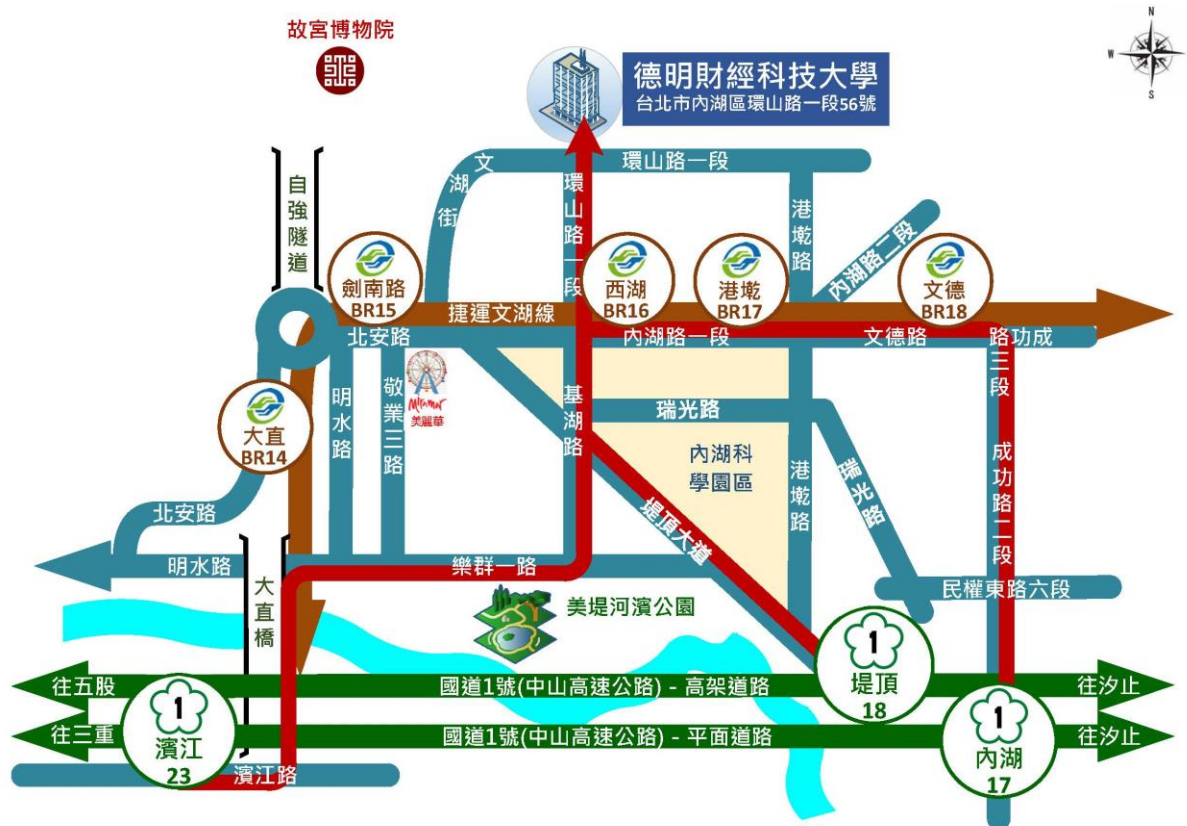 故宮博物院
N
W
E
S
德明財經科技大學
台北市內湖區環山路一段56號
自強隧道
文湖街
環山路一段
環山路一段
港墘路
內湖路二段
劍南路
BR15
西湖
BR16
港墘
BR17
文德
BR18
捷運文湖線
北安路
內湖路一段
文德路
成功路三段
大直
BR14
明水路
敬業三路
Miramar
美麗華
基湖路
瑞光路
內湖科
學園區
港墘路
瑞光路
成功路二段
堤頂大道
北安路
明水路
樂群一路
民權東路六段
大直橋
美堤河濱公園
往五股
國道1號(中山高速公路) - 高架道路
1
堤頂
18
往汐止
往三重
1
濱江
23
國道1號(中山高速公路) - 平面道路
1
內湖
17
往汐止
濱江路